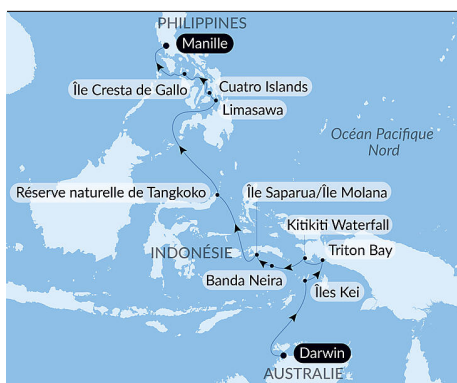 PHILIPPINES
Manille
Île Cresta de Gallo
Cuatro Islands
Limasawa
Océan Pacifique
Nord
Réserve naturelle de Tangkoko
Île Saparua/Île Molana
Kitikiti Waterfall
INDONÉSIE
Triton Bay
Banda Neira
Îles Kei
Darwin
AUSTRALIE